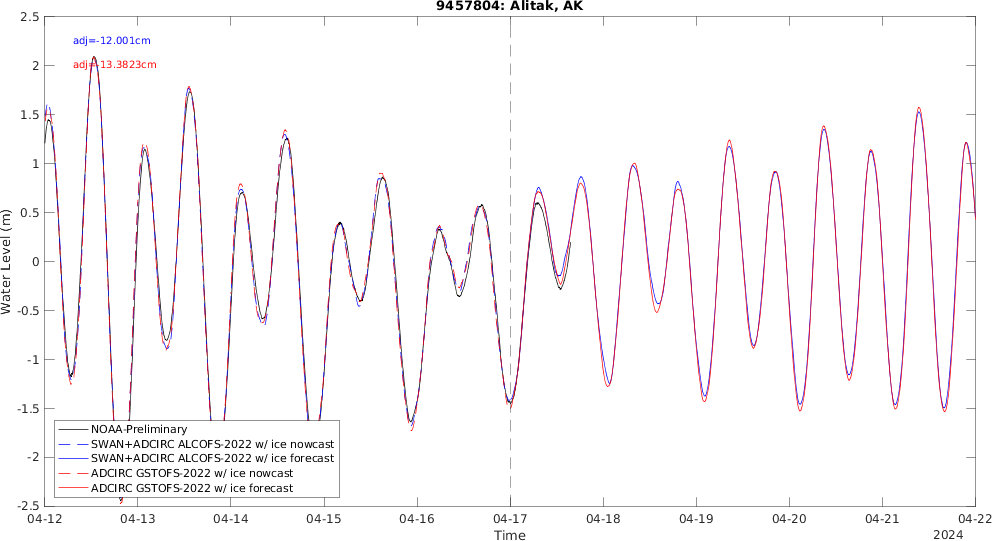 9457804: Alitak, AK
adj=-12.001cm
adj=-13.3823cm
Water Level (m)
2.5
2
1.5
1
0.5
0
-0.5
-1
-1.5
-2
-2.5
NOAA-Preliminary
SWAN+ADCIRC ALCOFS-2022 w/ ice nowcast
SWAN+ADCIRC ALCOFS-2022 w/ ice forecast
ADCIRC GSTOFS-2022 w/ ice nowcast
ADCIRC GSTOFS-2022 w/ ice forecast
04-12 04-13 04-14 04-15 04-16 04-17 04-18 04-19 04-20 04-21 04-22
Time
2024